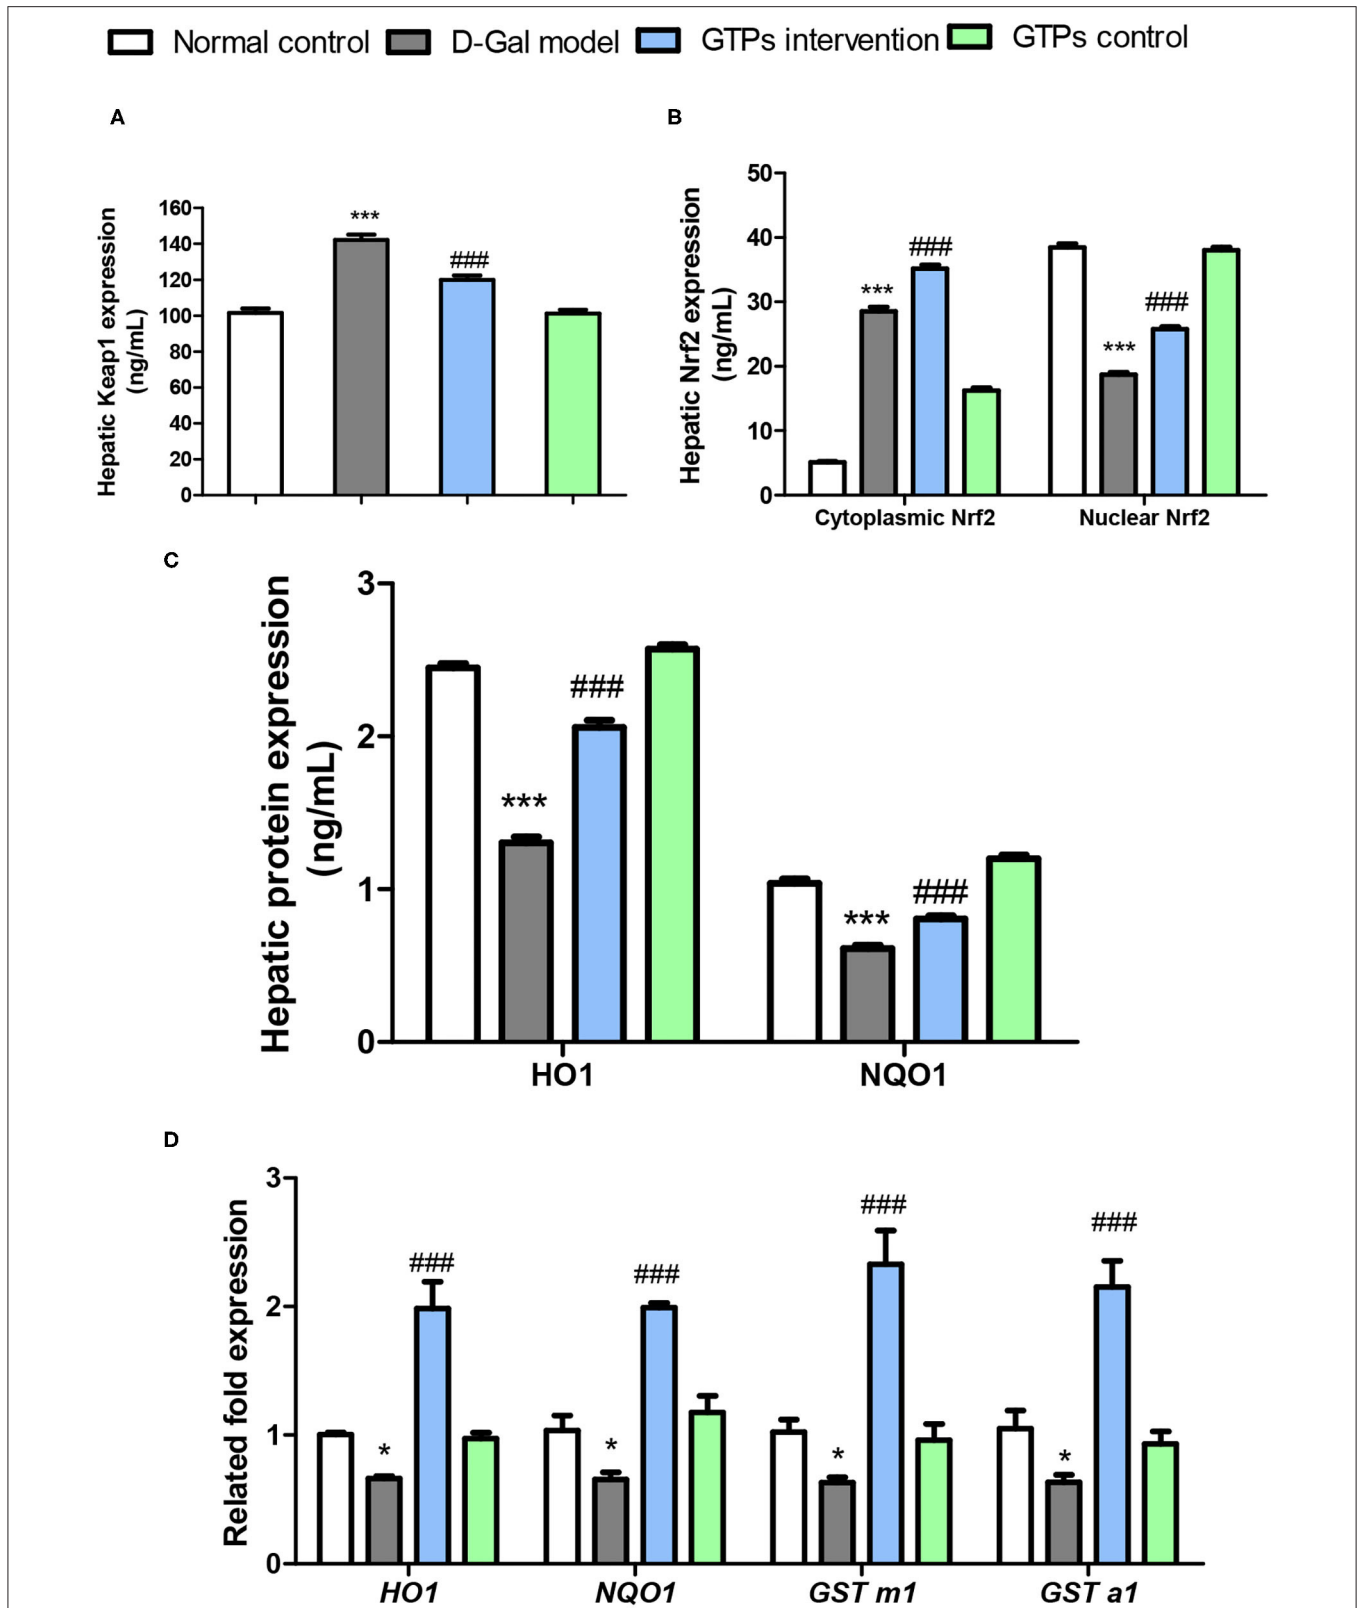 Normal control D-Gal model GTPs intervention GTPs control
A
Hepatic Keap1 expression
(ng/mL)
160
140
120
100
80
60
40
20
0
***
###
B
Hepatic Nrf2 expression
(ng/mL)
50
40
30
20
10
0
***
###
***
###
Cytoplasmic Nrf2 Nuclear Nrf2
C
Hepatic protein expression
(ng/mL)
3
2
1
0
***
###
***
###
HO1 NQO1
D
Related fold expression
3
2
1
0
*
###
*
###
*
###
*
###
HO1 NQO1 GST m1 GST a1